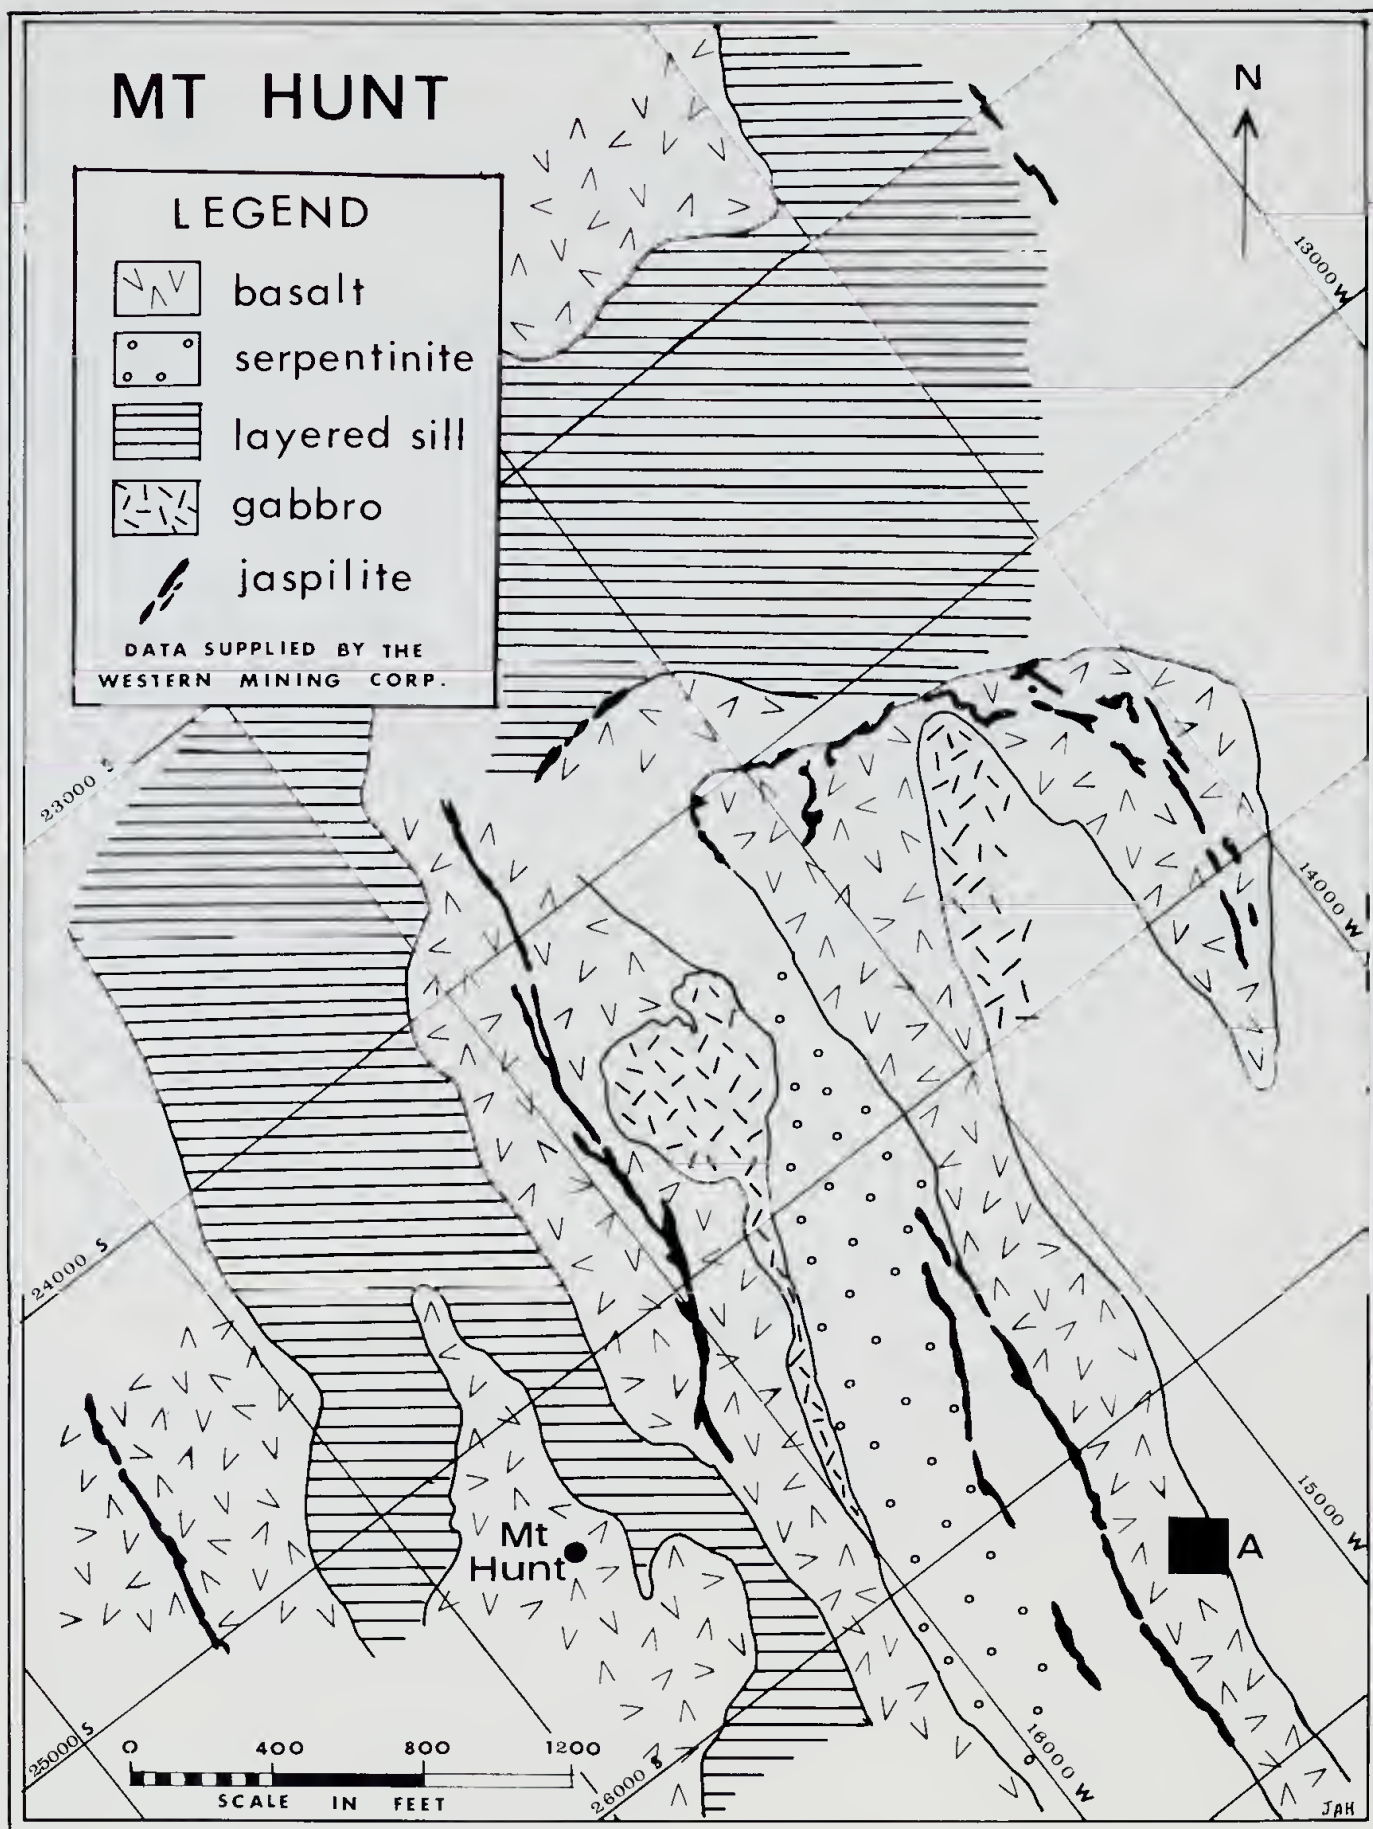 MT HUNT
N
LEGEND
basalt
serpentinite
layered sill
gabbro
jaspilite
DATA SUPPLIED BY THE
WESTERN MINING CORP.
13000 W
23000 S
14000 W
24000 S
15000 W
Mt
Hunt
A
25000 S
0 400 800 1200
SCALE IN FEET
26000 S
16000 W
JAH